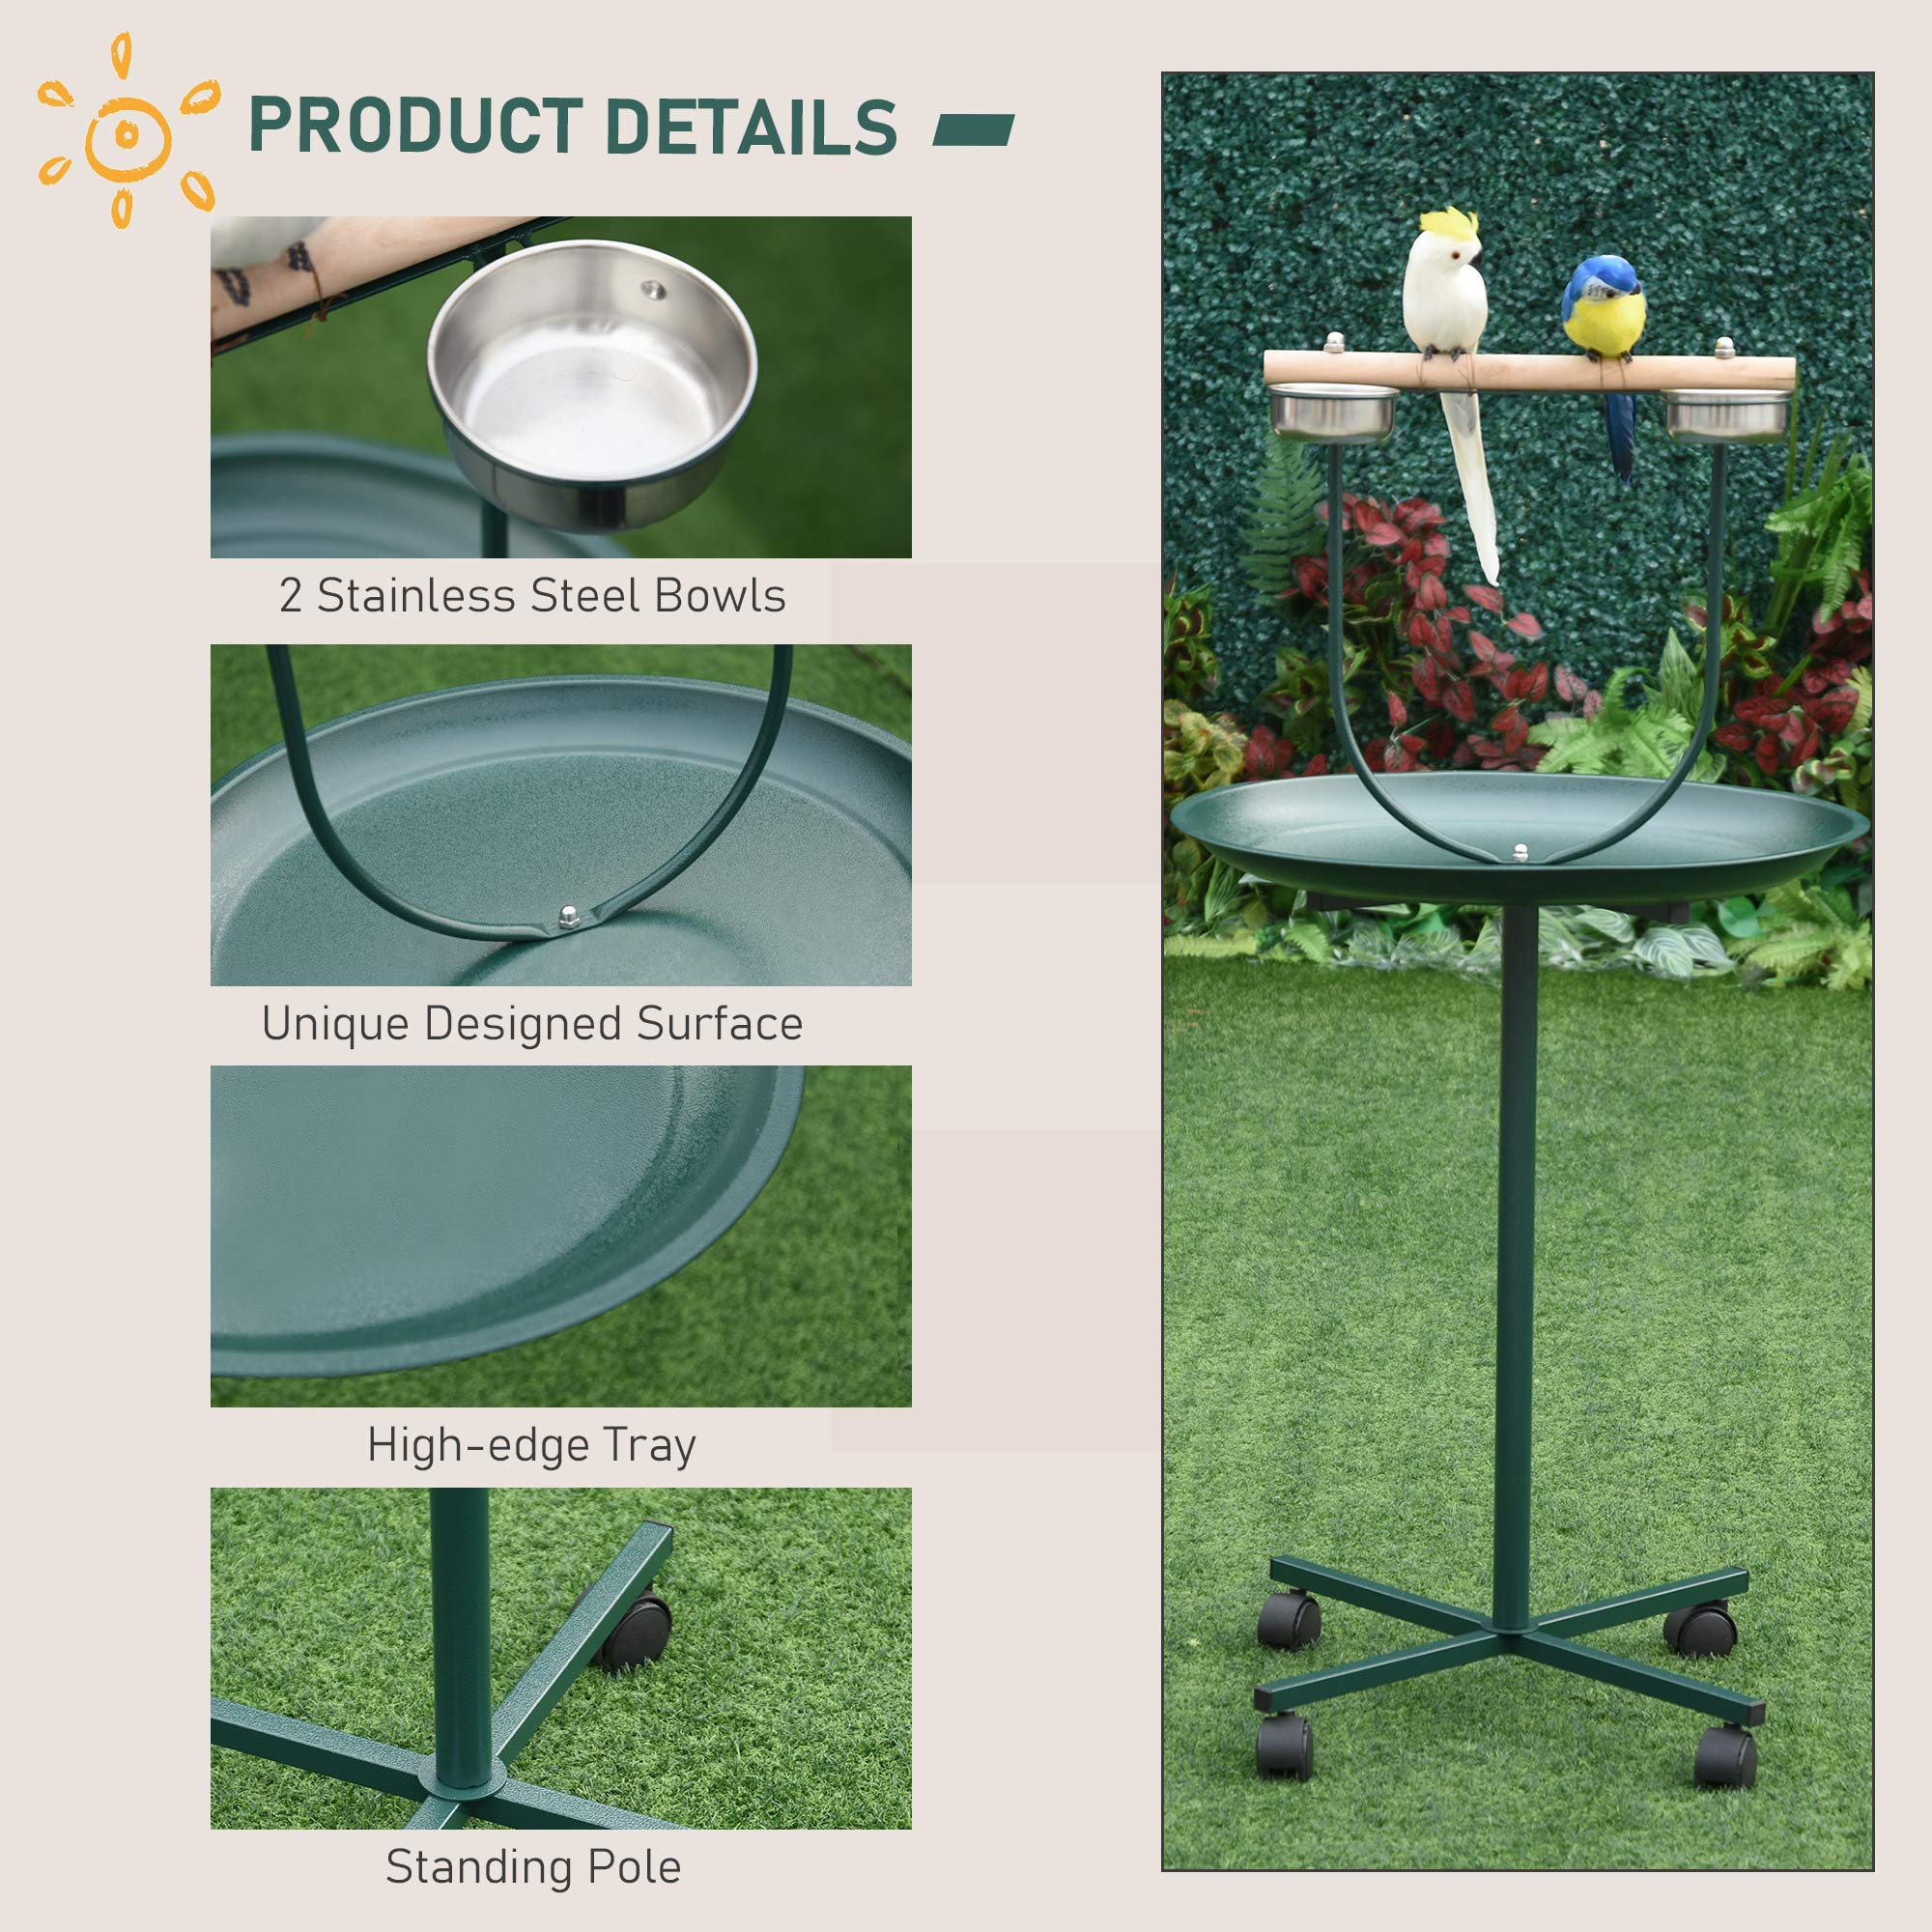 PRODUCT DETAILS
2 Stainless Steel Bowls
Unique Designed Surface
High-edge Tray
Standing Pole